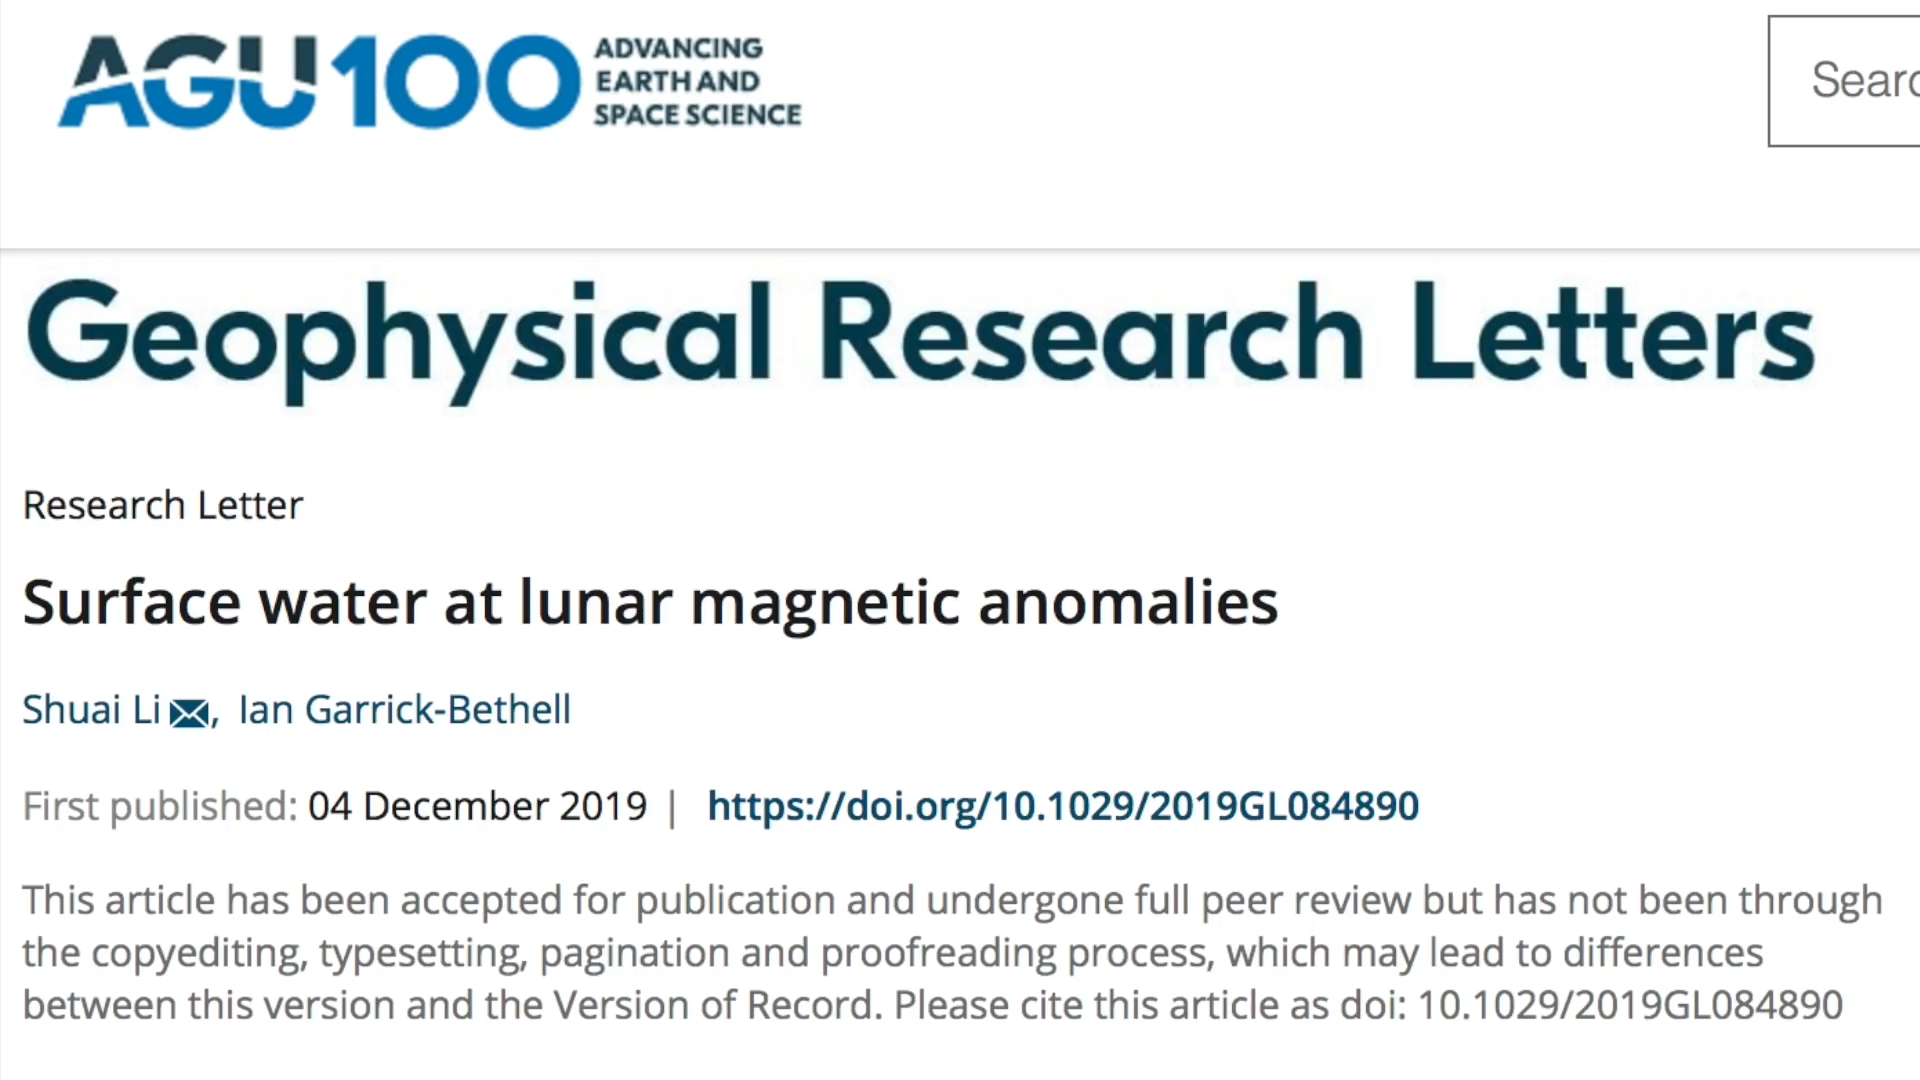 AGU100 ADVANCING
EARTH AND
SPACE SCIENCE
Searc
Geophysical Research Letters
Research Letter
Surface water at lunar magnetic anomalies
Shuai Li, Ian Garrick-Bethell
First published: 04 December 2019 | https://doi.org/10.1029/2019GL084890
This article has been accepted for publication and undergone full peer review but has not been through
the copyediting, typesetting, pagination and proofreading process, which may lead to differences
between this version and the Version of Record. Please cite this article as doi: 10.1029/2019GL084890